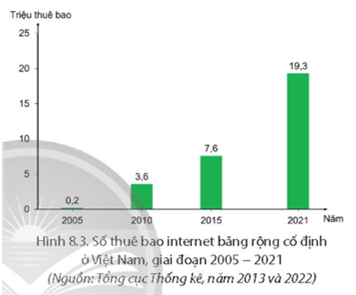 Triệu thuê bao
25
20
15
10
5
0
0,2
3,6
7,6
19,3
2005
2010
2015
2021
Năm
Hình 8.3. Số thuê bao internet băng rộng cố định
ở Việt Nam, giai đoạn 2005 – 2021
(Nguồn: Tổng cục Thống kê, năm 2013 và 2022)